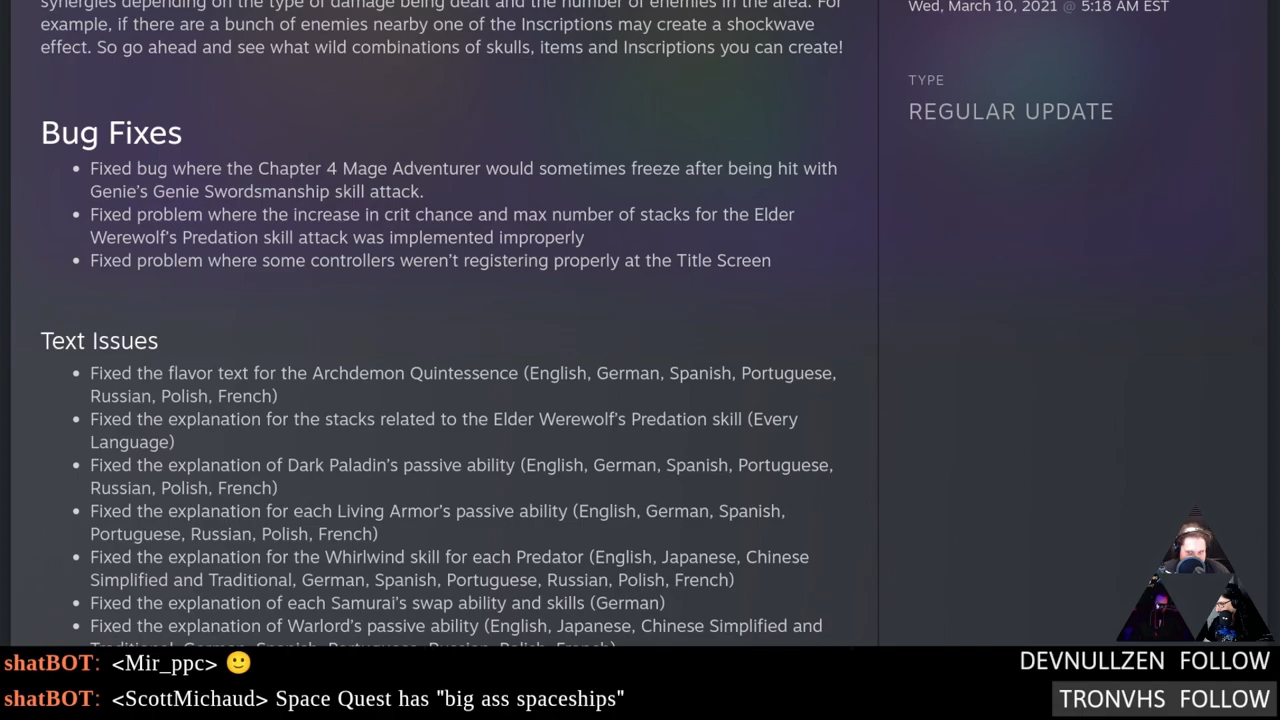 synergies depending on the type of damage being dealt and the number of enemies in the area. For
example, if there are a bunch of enemies nearby one of the Inscriptions may create a shockwave
effect. So go ahead and see what wild combinations of skulls, items and Inscriptions you can create!
Wed, March 10, 2021 @ 5:18 AM EST
TYPE
REGULAR UPDATE
Bug Fixes
• Fixed bug where the Chapter 4 Mage Adventurer would sometimes freeze after being hit with
Genie's Genie Swordsmanship skill attack.
• Fixed problem where the increase in crit chance and max number of stacks for the Elder
Werewolf's Predation skill attack was implemented improperly
• Fixed problem where some controllers weren't registering properly at the Title Screen
Text Issues
• Fixed the flavor text for the Archdemon Quintessence (English, German, Spanish, Portuguese,
Russian, Polish, French)
• Fixed the explanation for the stacks related to the Elder Werewolf's Predation skill (Every
Language)
• Fixed the explanation of Dark Paladin's passive ability (English, German, Spanish, Portuguese,
Russian, Polish, French)
• Fixed the explanation for each Living Armor's passive ability (English, German, Spanish,
Portuguese, Russian, Polish, French)
• Fixed the explanation for the Whirlwind skill for each Predator (English, Japanese, Chinese
Simplified and Traditional, German, Spanish, Portuguese, Russian, Polish, French)
• Fixed the explanation of each Samurai's swap ability and skills (German)
• Fixed the explanation of Warlord's passive ability (English, Japanese, Chinese Simplified and
Traditional, German, Spanish, Portuguese, Russian, Polish, French)
shatBOT: <Mir_ppc> 🙂
shatBOT: <ScottMichaud> Space Quest has "big ass spaceships"
DEVNULLZEN FOLLOW
TRONVHS FOLLOW